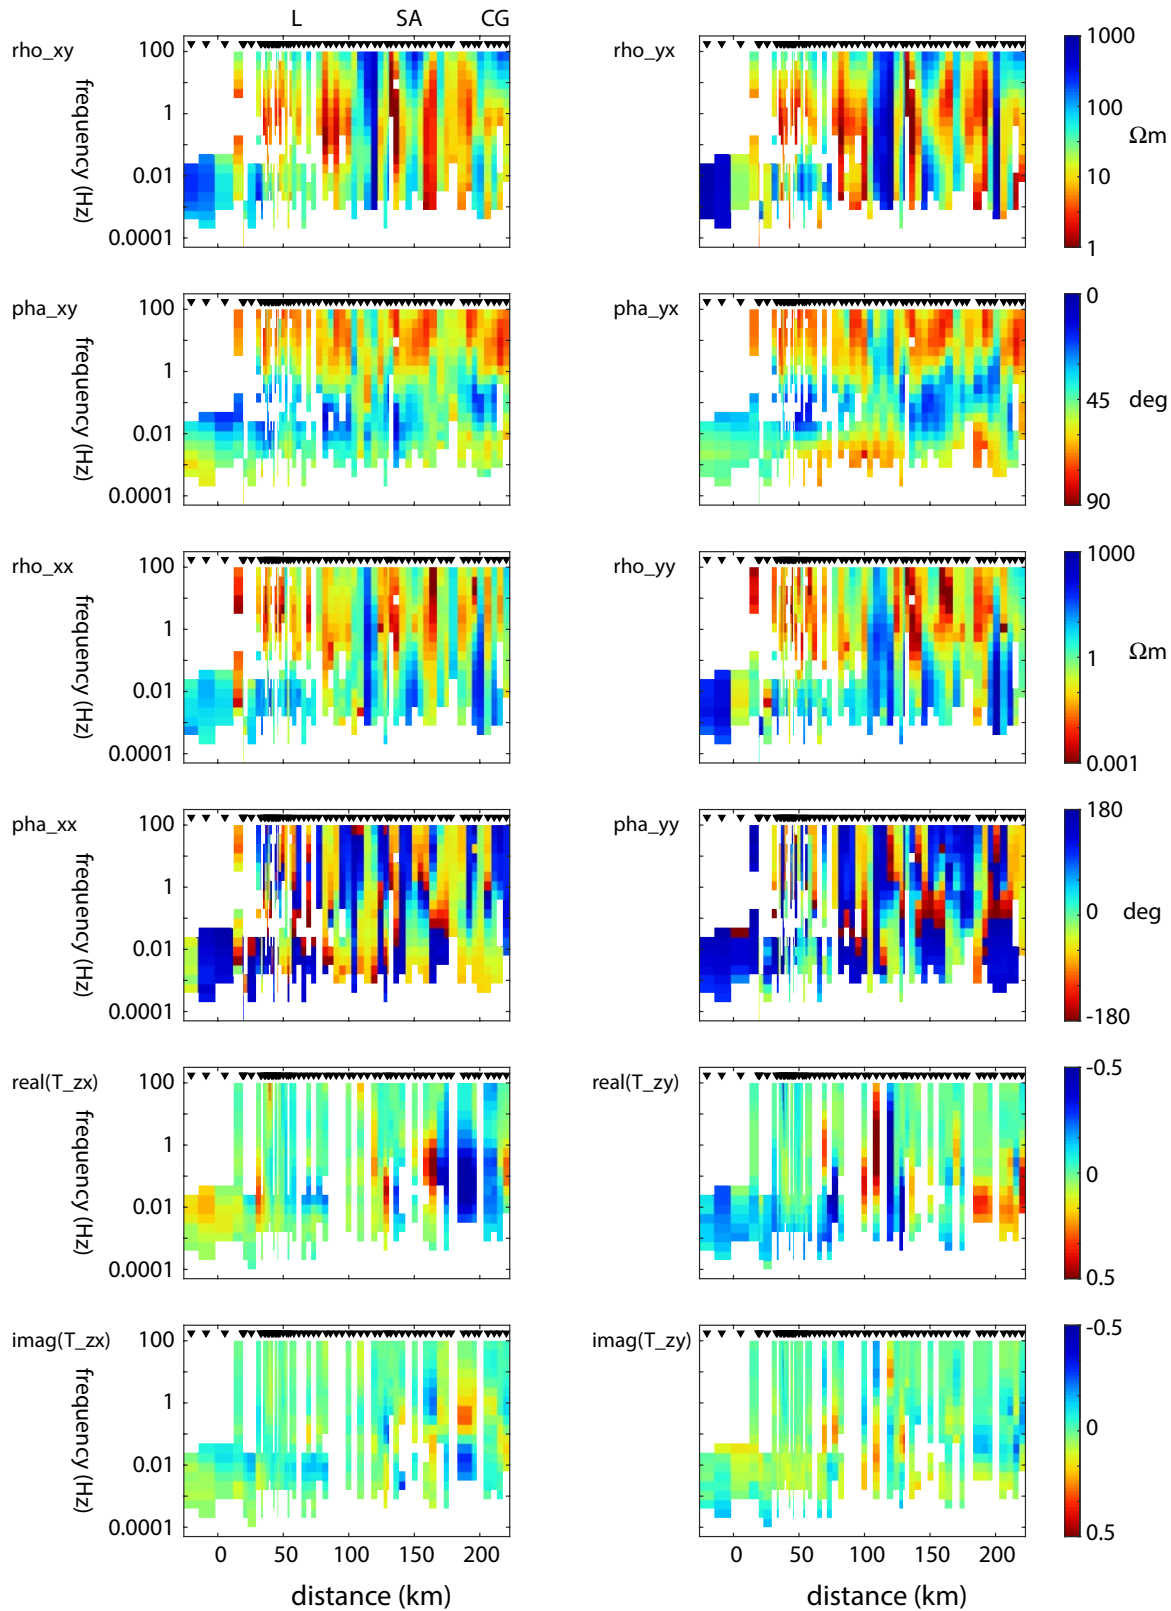 L SA CG
rho_xy
frequency (Hz)
100
1
0.01
0.0001
rho_yx
1000
100
Ωm
10
1
pha_xy
frequency (Hz)
100
1
0.01
0.0001
pha_yx
0
45
deg
90
rho_xx
frequency (Hz)
100
1
0.01
0.0001
rho_yy
1000
1
Ωm
0.001
pha_xx
frequency (Hz)
100
1
0.01
0.0001
pha_yy
180
0
deg
-180
real(T_zx)
frequency (Hz)
100
1
0.01
0.0001
real(T_zy)
-0.5
0
0.5
imag(T_zx)
frequency (Hz)
100
1
0.01
0.0001
imag(T_zy)
-0.5
0
0.5
0 50 100 150 200
distance (km)
0 50 100 150 200
distance (km)